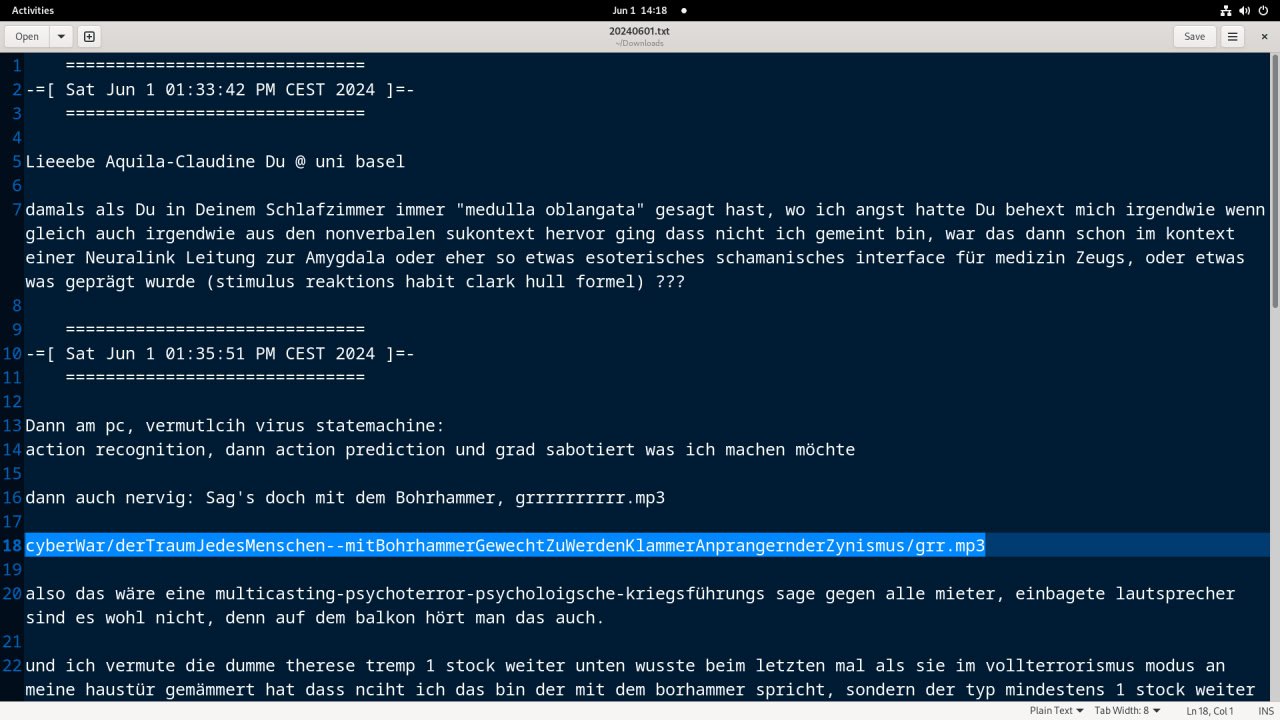 Activities
Jun 1 14:18
Open
20240601.txt
~/Downloads
Save
1 ==============================
2 -=[ Sat Jun 1 01:33:42 PM CEST 2024 ]=-
3 ==============================
4
5 Lieeebe Aquila-Claudine Du @ uni basel
6
7 damals als Du in Deinem Schlafzimmer immer "medulla oblangata" gesagt hast, wo ich angst hatte Du behext mich irgendwie wenn
gleich auch irgendwie aus den nonverbalen sukontext hervor ging dass nicht ich gemeint bin, war das dann schon im kontext
einer Neuralink Leitung zur Amygdala oder eher so etwas esoterisches schamanisches interface für medizin Zeugs, oder etwas
was geprägt wurde (stimulus reaktions habit clark hull formel) ???
8
9 ==============================
10 -=[ Sat Jun 1 01:35:51 PM CEST 2024 ]=-
11 ==============================
12
13 Dann am pc, vermutlcih virus statemachine:
14 action recognition, dann action prediction und grad sabotiert was ich machen möchte
15
16 dann auch nervig: Sag's doch mit dem Bohrhammer, grrrrrrrrrr.mp3
17
18 cyberWar/derTraumJedesMenschen--mitBohrhammerGewechtZuWerdenKlammerAnprangernderZynismus/grr.mp3
19
20 also das wäre eine multicasting-psychoterror-psycholoigsche-kriegsführungs sage gegen alle mieter, einbagete lautsprecher
sind es wohl nicht, denn auf dem balkon hört man das auch.
21
22 und ich vermute die dumme therese tremp 1 stock weiter unten wusste beim letzten mal als sie im vollterrorismus modus an
meine haustür gemämmert hat dass nciht ich das bin der mit dem borhammer spricht, sondern der typ mindestens 1 stock weiter
Plain Text
Tab Width: 8
Ln 18, Col 1
INS